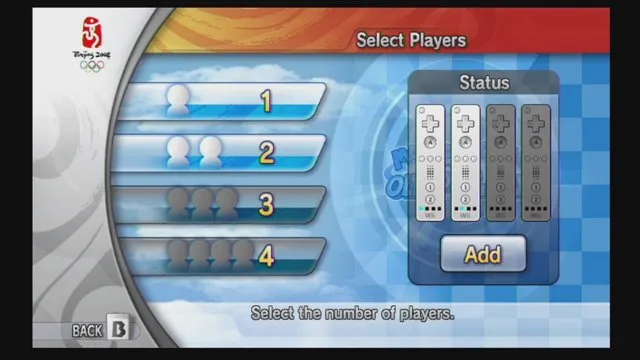 Beijing 2008
Select Players
1
2
3
4
Status
Add
Select the number of players.
BACK B